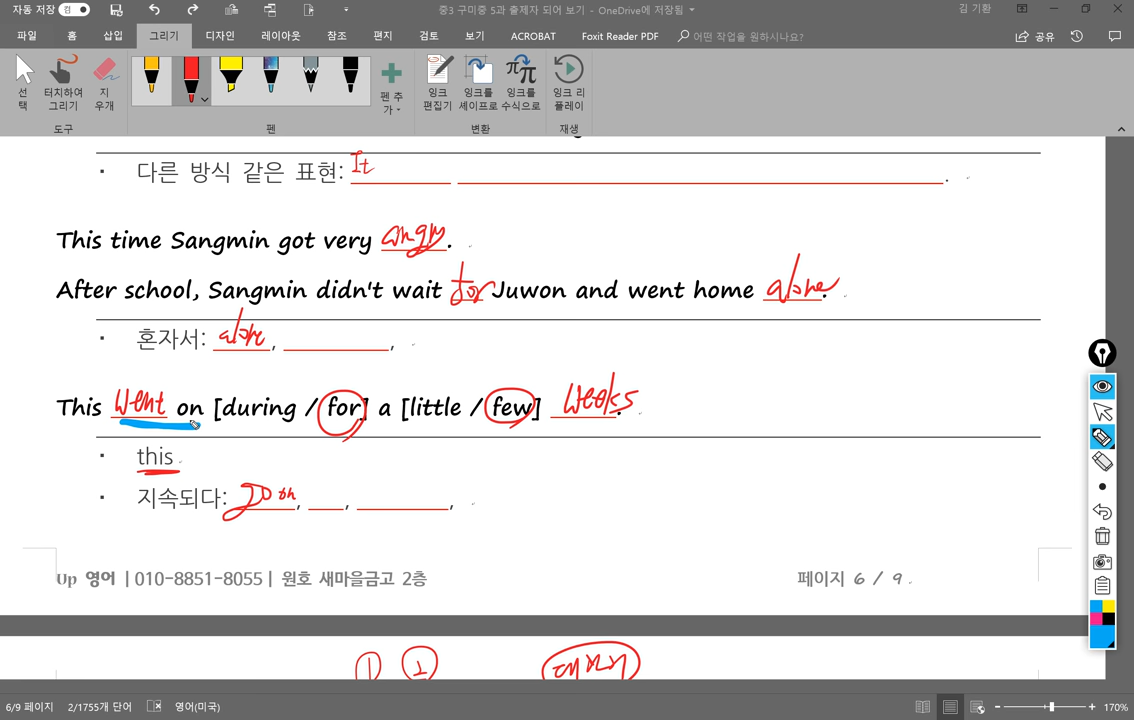 자동 저장 컴 중3 구미중 5과 출제자 되어 보기 - OneDrive에 저장됨 김 기환
파일 홈 삽입 그리기 디자인 레이아웃 참조 편지 검토 보기 ACROBAT Foxit Reader PDF 어떤 작업을 원하시나요? 공유
선택 터치하여 그리기 지우개 펜 추가 잉크 편집기 잉크를 셰이프로 잉크를 수식으로 잉크 리플레이
도구 펜 변환 재생
· 다른 방식 같은 표현: It .
This time Sangmin got very angry.
After school, Sangmin didn't wait for Juwon and went home alone.
· 혼자서: alone, ,
This went on [during / for] a [little / few] weeks.
· this
· 지속되다: go on, , ,
Up 영어 | 010-8851-8055 | 원호 새마을금고 2층 페이지 6 / 9
① ②
6/9 페이지 2/1755개 단어 영어(미국) 170%